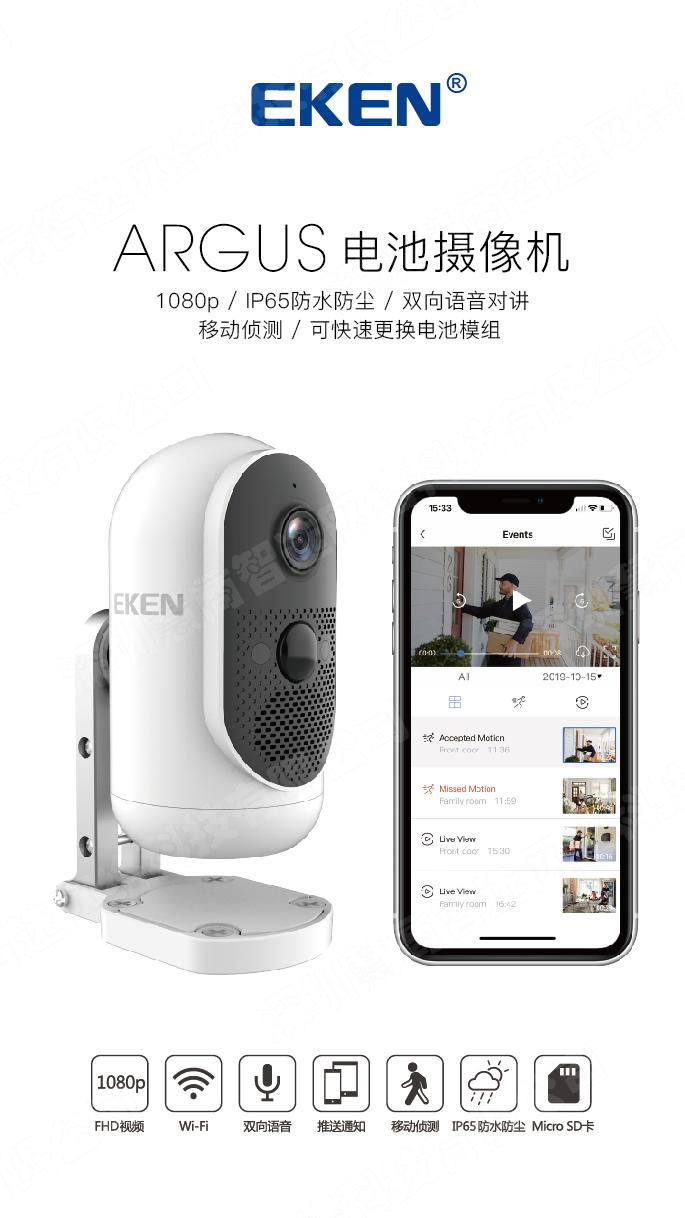 EKEN®
ARGUS 电池摄像机
1080p / IP65防水防尘 / 双向语音对讲
移动侦测 / 可快速更换电池模组
EKEN
15:33
Events
00:00
00:08
All
2019-10-15▾
Accepted Motion
Front door 11:36
Missed Motion
Family room 11:59
Live View
Front door 15:30
00:16
Live View
Family room 16:42
1080p
FHD视频
Wi-Fi
双向语音
推送通知
移动侦测
IP65 防水防尘
Micro SD卡